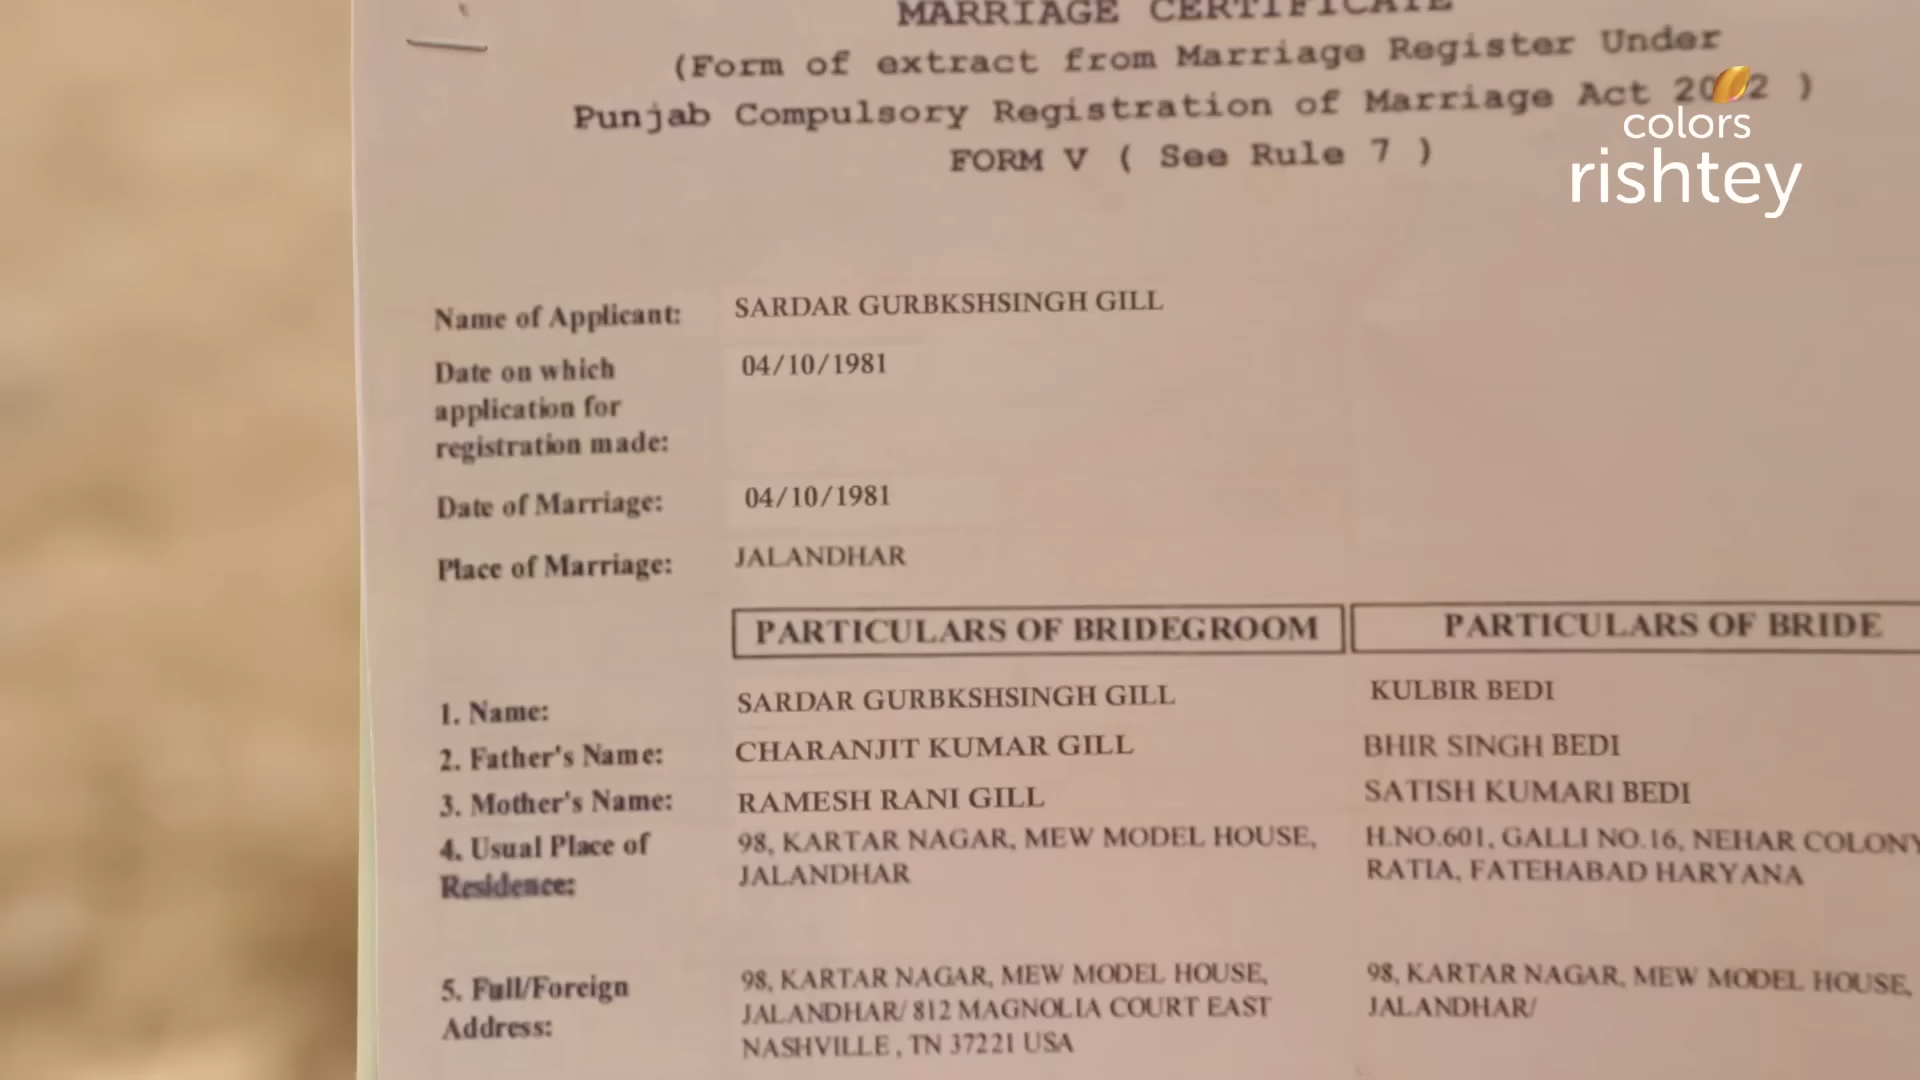 MARRIAGE CERTIFICATE
(Form of extract from Marriage Register Under
Punjab Compulsory Registration of Marriage Act 2012 )
FORM V ( See Rule 7 )
colors
rishtey
Name of Applicant: SARDAR GURBKSHSINGH GILL
Date on which 04/10/1981
application for
registration made:
Date of Marriage: 04/10/1981
Place of Marriage: JALANDHAR
PARTICULARS OF BRIDEGROOM PARTICULARS OF BRIDE
1. Name: SARDAR GURBKSHSINGH GILL KULBIR BEDI
2. Father's Name: CHARANJIT KUMAR GILL BHIR SINGH BEDI
3. Mother's Name: RAMESH RANI GILL SATISH KUMARI BEDI
4. Usual Place of 98, KARTAR NAGAR, MEW MODEL HOUSE, H.NO.601, GALLI NO.16, NEHAR COLONY
Residence: JALANDHAR RATIA, FATEHABAD HARYANA
5. Full/Foreign 98, KARTAR NAGAR, MEW MODEL HOUSE, 98, KARTAR NAGAR, MEW MODEL HOUSE,
Address: JALANDHAR/ 812 MAGNOLIA COURT EAST JALANDHAR/
NASHVILLE , TN 37221 USA